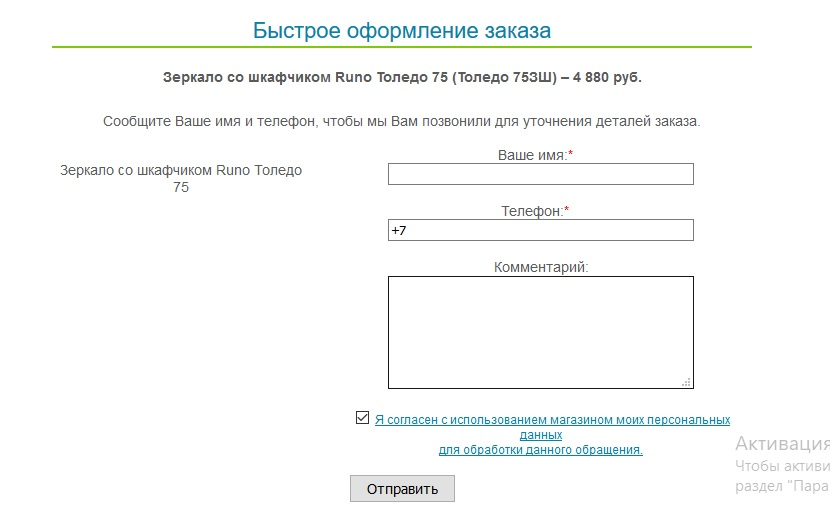 Быстрое оформление заказа
Зеркало со шкафчиком Runo Толедо 75 (Толедо 75ЗШ) – 4 880 руб.
Сообщите Ваше имя и телефон, чтобы мы Вам позвонили для уточнения деталей заказа.
Зеркало со шкафчиком Runo Толедо
75
Ваше имя:*
Телефон:*
+7
Комментарий:
Я согласен с использованием магазином моих персональных
данных
для обработки данного обращения.
Отправить
Активация
Чтобы активи
раздел "Пара